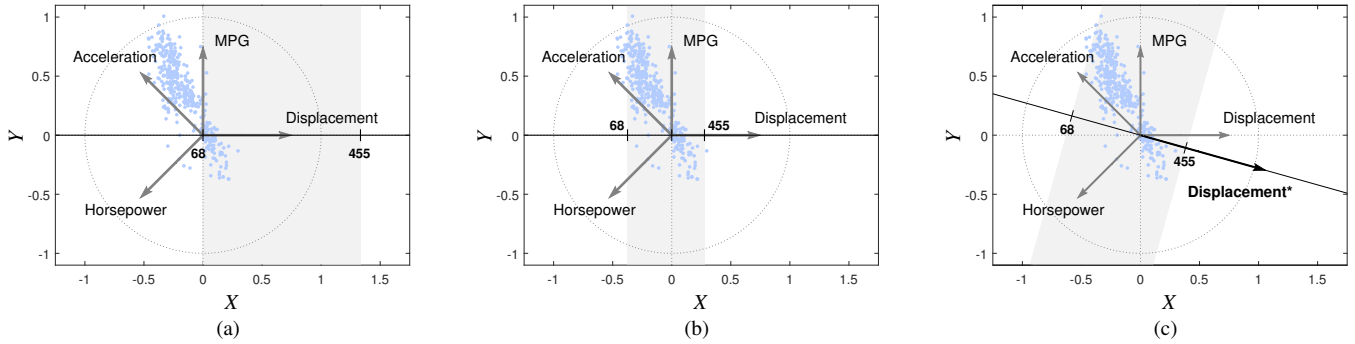 1
0.5
0
-0.5
-1
Y
-1
-0.5
0
0.5
1
1.5
X
Acceleration
MPG
Displacement
68
455
Horsepower
(a)
1
0.5
0
-0.5
-1
Y
-1
-0.5
0
0.5
1
1.5
X
Acceleration
MPG
Displacement
68
455
Horsepower
(b)
1
0.5
0
-0.5
-1
Y
-1
-0.5
0
0.5
1
1.5
X
Acceleration
MPG
Displacement
68
455
Displacement*
Horsepower
(c)